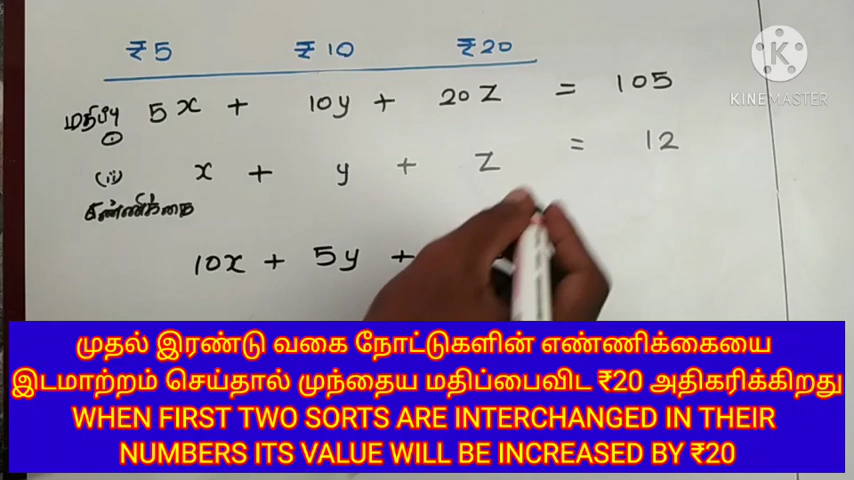 ₹5 ₹10 ₹20
மதிப்பு 5x + 10y + 20z = 105
(i)
(ii) x + y + z = 12
எண்ணிக்கை
10x + 5y +
KINEMASTER
முதல் இரண்டு வகை நோட்டுகளின் எண்ணிக்கையை
இடமாற்றம் செய்தால் முந்தைய மதிப்பைவிட ₹20 அதிகரிக்கிறது
WHEN FIRST TWO SORTS ARE INTERCHANGED IN THEIR
NUMBERS ITS VALUE WILL BE INCREASED BY ₹20